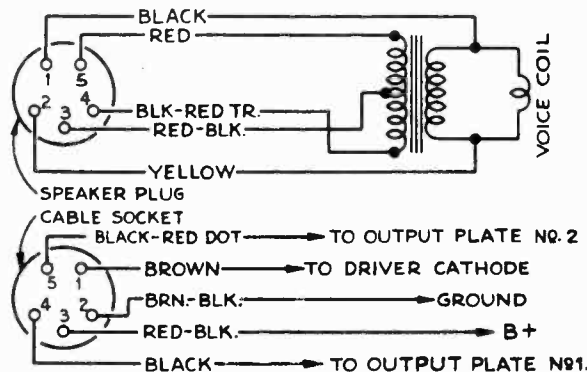 BLACK
RED
1
5
2
3
4
BLK-RED TR.
RED-BLK.
YELLOW
VOICE COIL
SPEAKER PLUG
CABLE SOCKET
BLACK-RED DOT TO OUTPUT PLATE Nº. 2
5
1
BROWN TO DRIVER CATHODE
4
3
2
BRN-BLK. GROUND
RED-BLK. B+
BLACK TO OUTPUT PLATE Nº1.